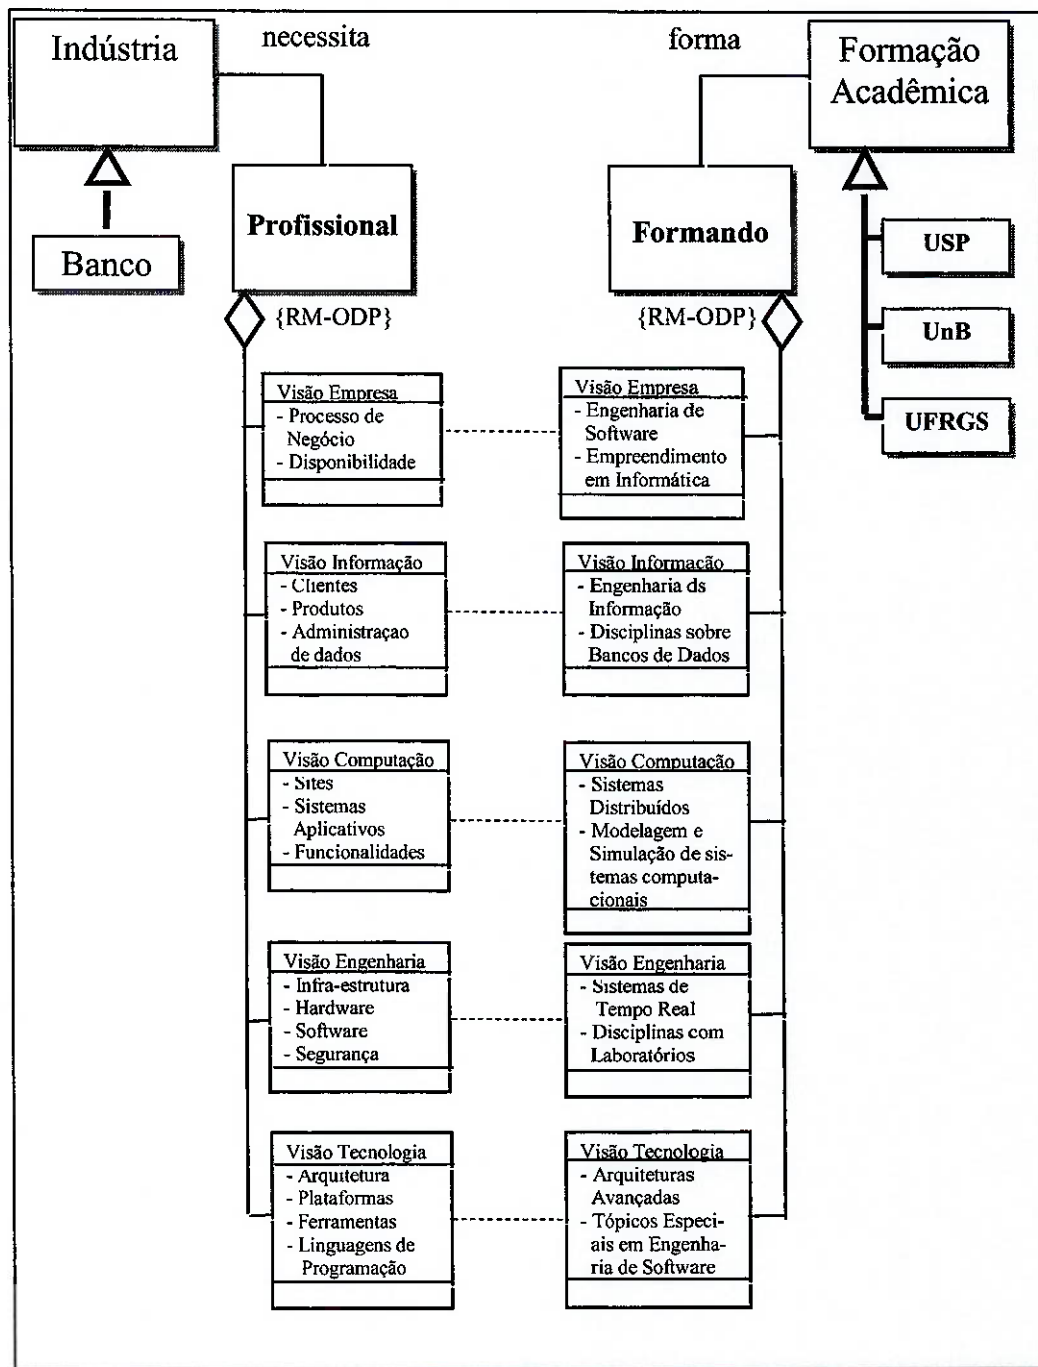 Indústria
necessita
forma
Formação
Acadêmica
Banco
Profissional
Formando
USP
UnB
UFRGS
{RM-ODP}
{RM-ODP}
Visão Empresa
- Processo de
Negócio
- Disponibilidade
Visão Empresa
- Engenharia de
Software
- Empreendimento
em Informática
Visão Informação
- Clientes
- Produtos
- Administraçao
de dados
Visão Informacão
- Engenharia ds
Informação
- Disciplinas sobre
Bancos de Dados
Visão Computação
- Sites
- Sistemas
Aplicativos
- Funcionalidades
Visão Computação
- Sistemas
Distribuídos
- Modelagem e
Simulação de sis-
temas computa-
cionais
Visão Engenharia
- Infra-estrutura
- Hardware
- Software
- Segurança
Visão Engenharia
- Sistemas de
Tempo Real
- Disciplinas com
Laboratórios
Visão Tecnologia
- Arquitetura
- Plataformas
- Ferramentas
- Linguagens de
Programação
Visão Tecnologia
- Arquiteturas
Avançadas
- Tópicos Especi-
ais em Engenha-
ria de Software